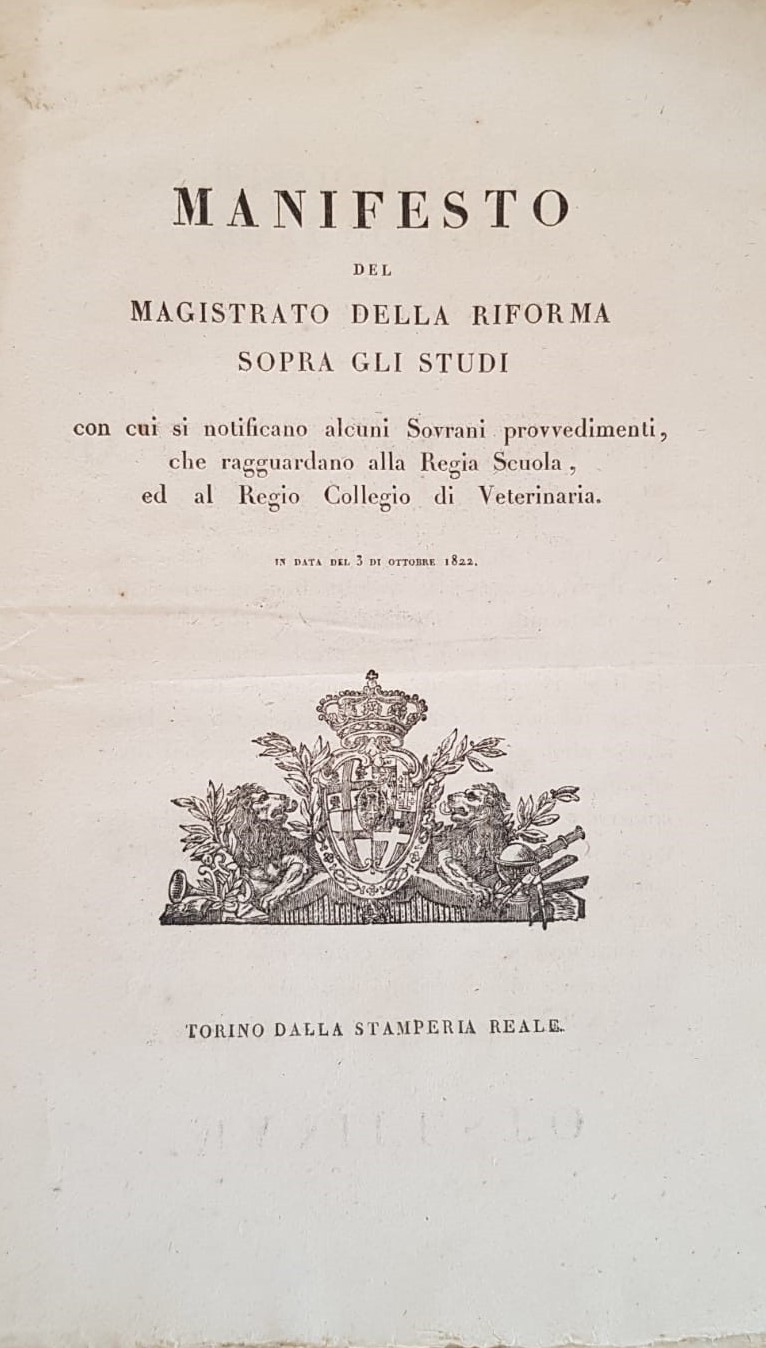 MANIFESTO
DEL
MAGISTRATO DELLA RIFORMA
SOPRA GLI STUDI
con cui si notificano alcuni Sovrani provvedimenti,
che ragguardano alla Regia Scuola,
ed al Regio Collegio di Veterinaria.
IN DATA DEL 3 DI OTTOBRE 1822.
TORINO DALLA STAMPERIA REALE.